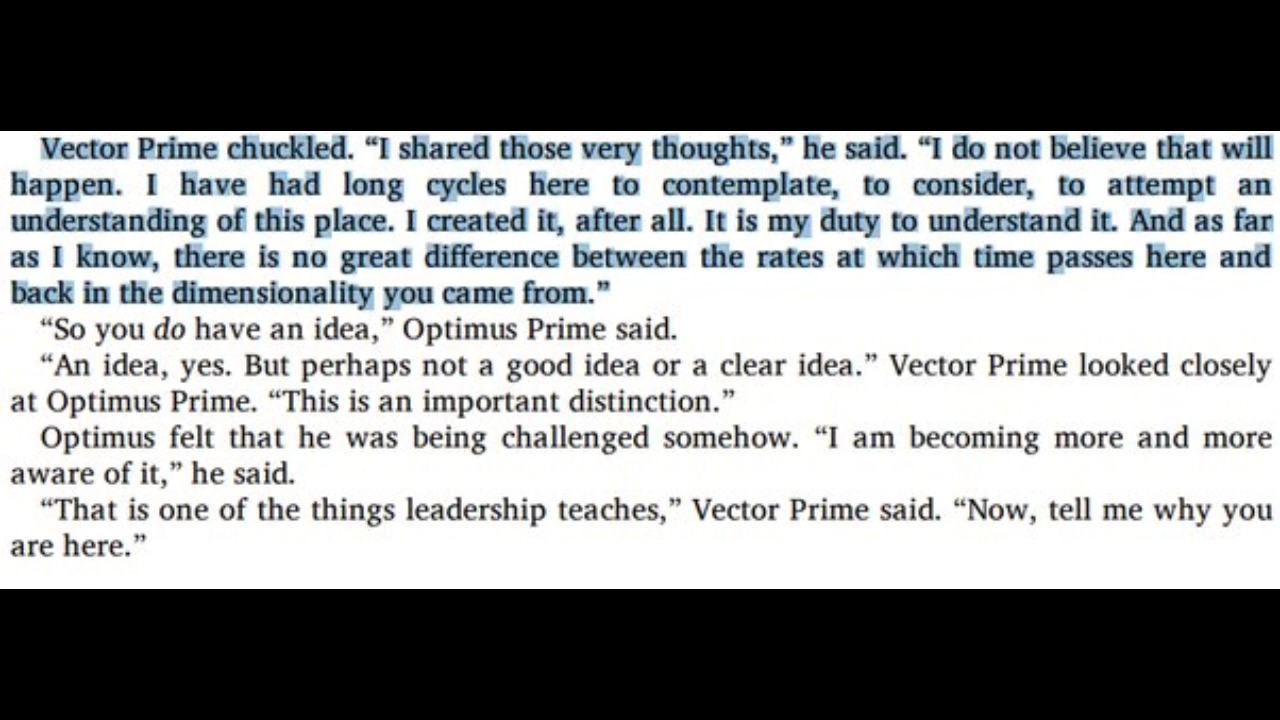 Vector Prime chuckled. “I shared those very thoughts,” he said. “I do not believe that will
happen. I have had long cycles here to contemplate, to consider, to attempt an
understanding of this place. I created it, after all. It is my duty to understand it. And as far
as I know, there is no great difference between the rates at which time passes here and
back in the dimensionality you came from.”
“So you do have an idea,” Optimus Prime said.
“An idea, yes. But perhaps not a good idea or a clear idea.” Vector Prime looked closely
at Optimus Prime. “This is an important distinction.”
Optimus felt that he was being challenged somehow. “I am becoming more and more
aware of it,” he said.
“That is one of the things leadership teaches,” Vector Prime said. “Now, tell me why you
are here.”